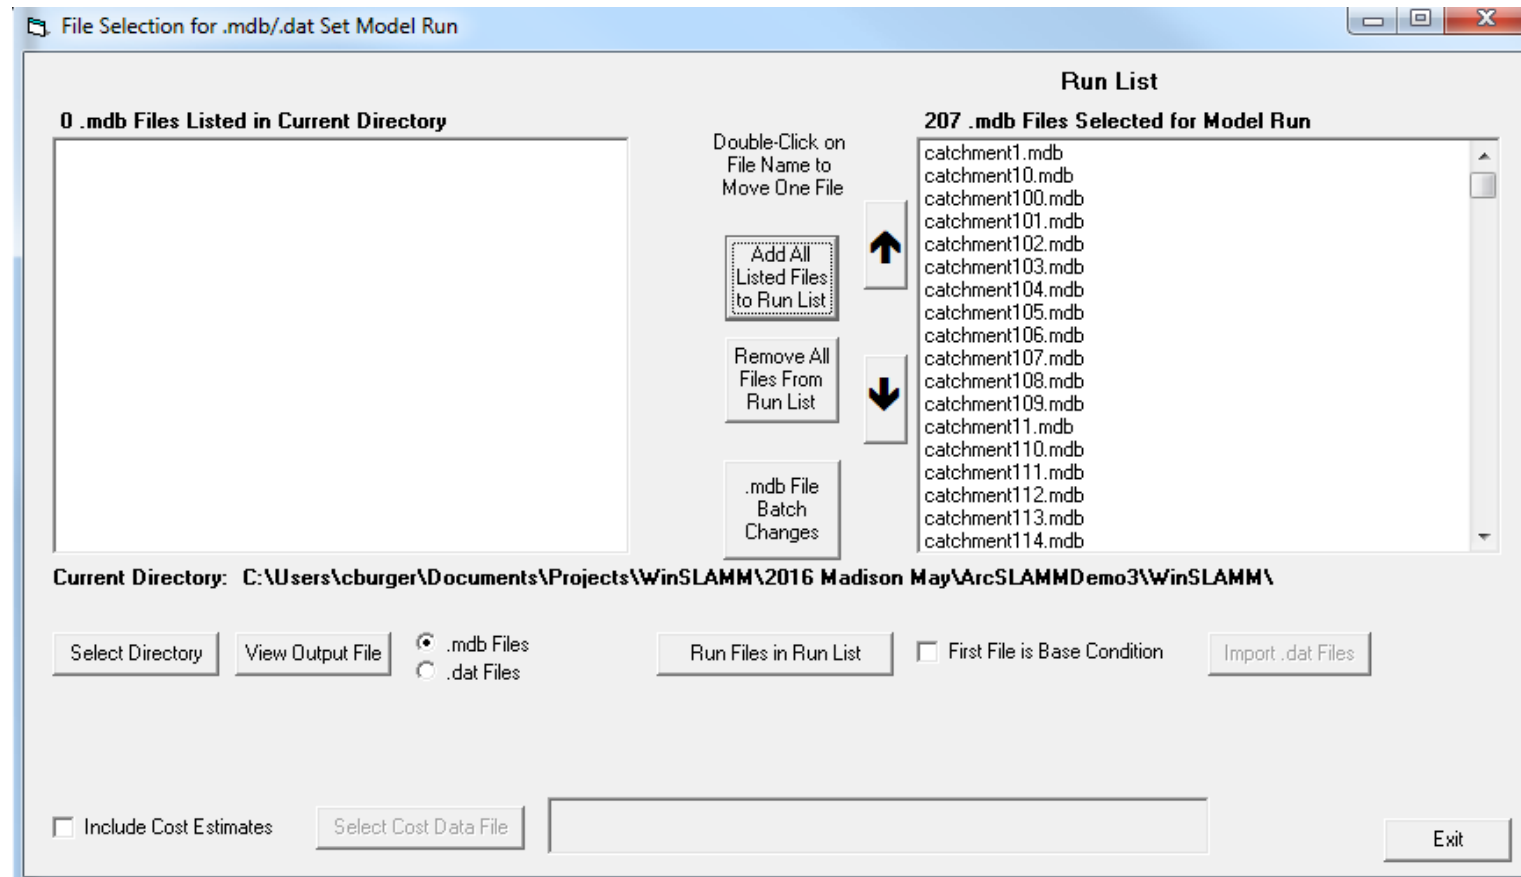 File Selection for .mdb/.dat Set Model Run
Run List
0 .mdb Files Listed in Current Directory
207 .mdb Files Selected for Model Run
Double-Click on
File Name to
Move One File
Add All
Listed Files
to Run List
Remove All
Files From
Run List
.mdb File
Batch
Changes
catchment1.mdb
catchment10.mdb
catchment100.mdb
catchment101.mdb
catchment102.mdb
catchment103.mdb
catchment104.mdb
catchment105.mdb
catchment106.mdb
catchment107.mdb
catchment108.mdb
catchment109.mdb
catchment11.mdb
catchment110.mdb
catchment111.mdb
catchment112.mdb
catchment113.mdb
catchment114.mdb
Current Directory: C:\Users\cburger\Documents\Projects\WinSLAMM\2016 Madison May\ArcSLAMMDemo3\WinSLAMM\
Select Directory
View Output File
.mdb Files
.dat Files
Run Files in Run List
First File is Base Condition
Import .dat Files
Include Cost Estimates
Select Cost Data File
Exit